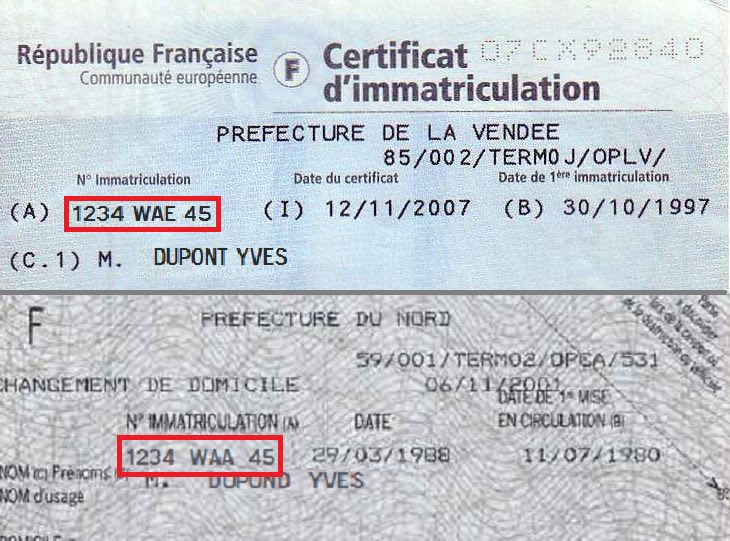 République Française
Communauté européenne
F
Certificat
d'immatriculation
07CX92840
PREFECTURE DE LA VENDEE
85/002/TERM0J/OPLV/
N° Immatriculation Date du certificat Date de 1ère immatriculation
(A) 1234 WAE 45 (I) 12/11/2007 (B) 30/10/1997
(C.1) M. DUPONT YVES
F
PREFECTURE DU NORD
59/001/TERM02/OPEA/531
CHANGEMENT DE DOMICILE 06/11/2001
DATE DE 1re MISE
N° IMMATRICULATION (A) DATE EN CIRCULATION (B)
1234 WAA 45 29/03/1988 11/07/1980
NOM (C) Prénoms
M. DUPOND YVES
NOM d'usage